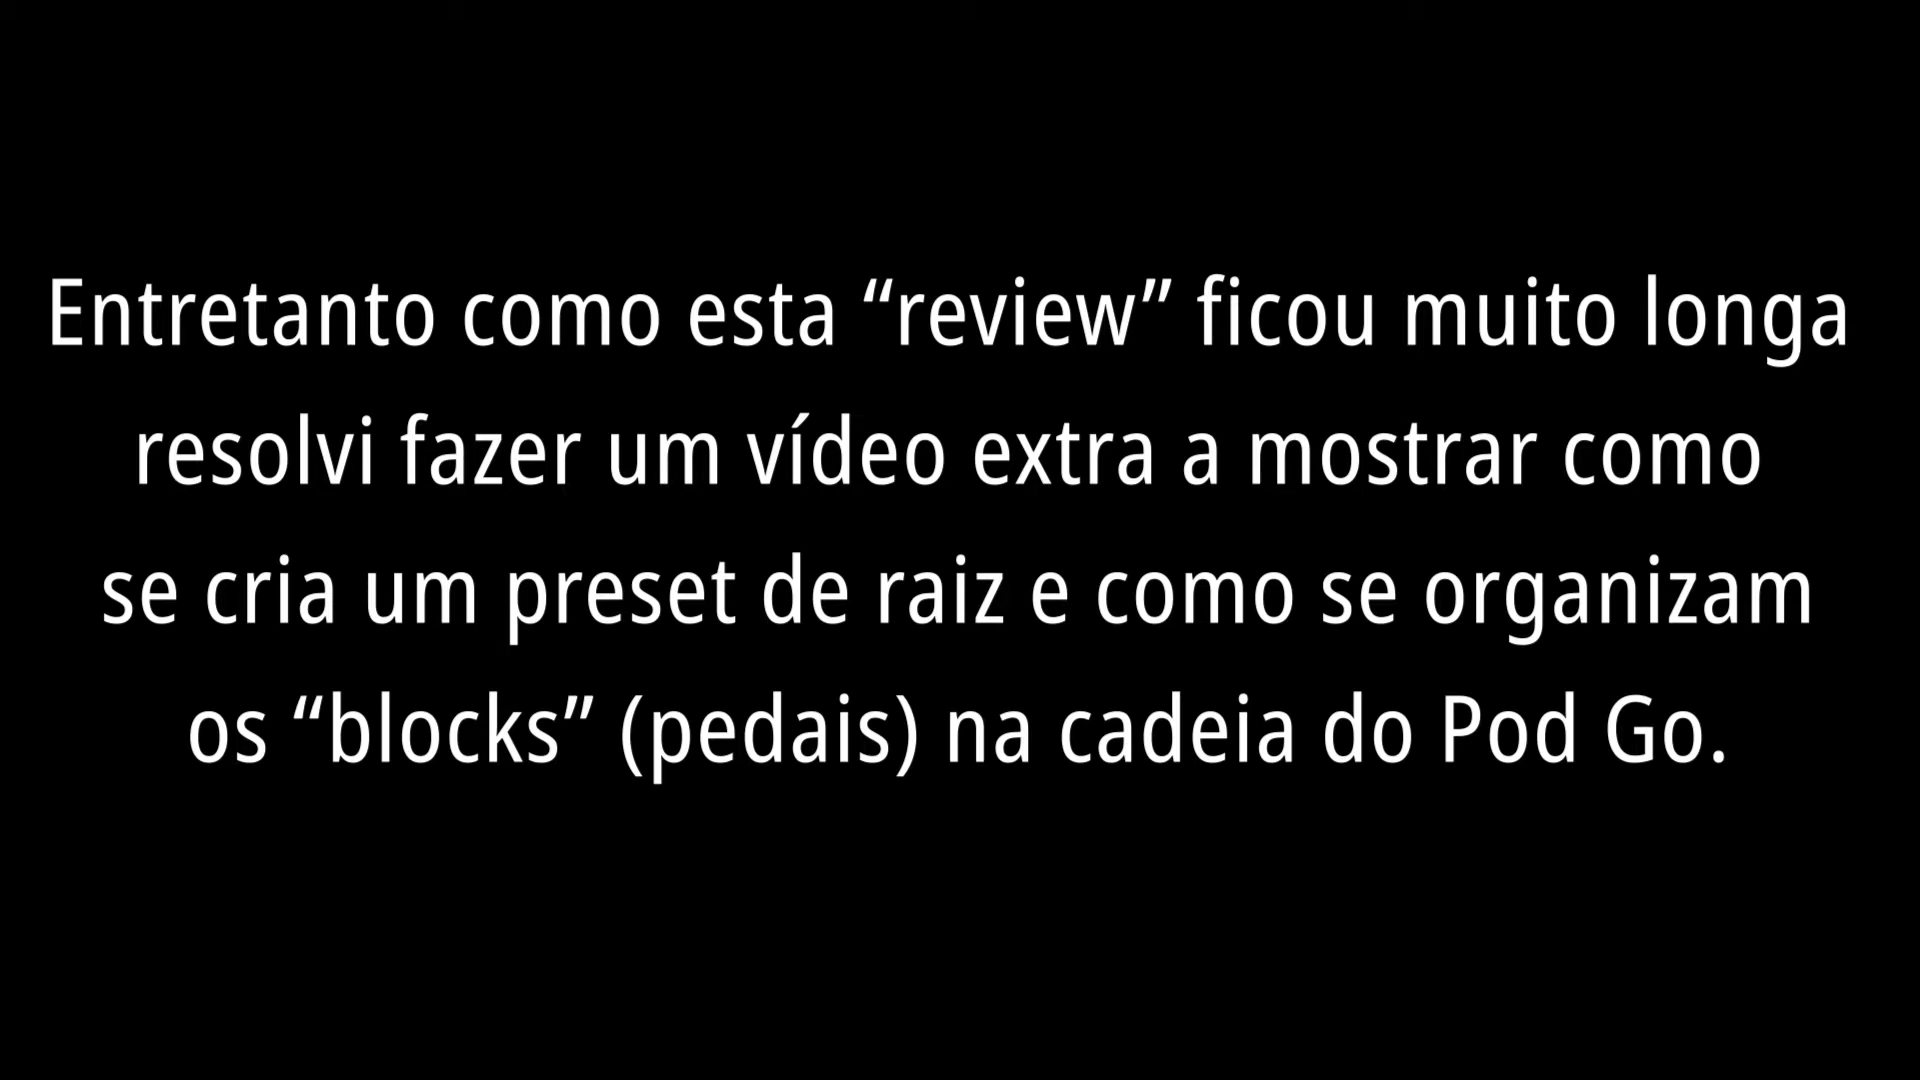 Entretanto como esta “review” ficou muito longa
resolvi fazer um vídeo extra a mostrar como
se cria um preset de raiz e como se organizam
os “blocks” (pedais) na cadeia do Pod Go.